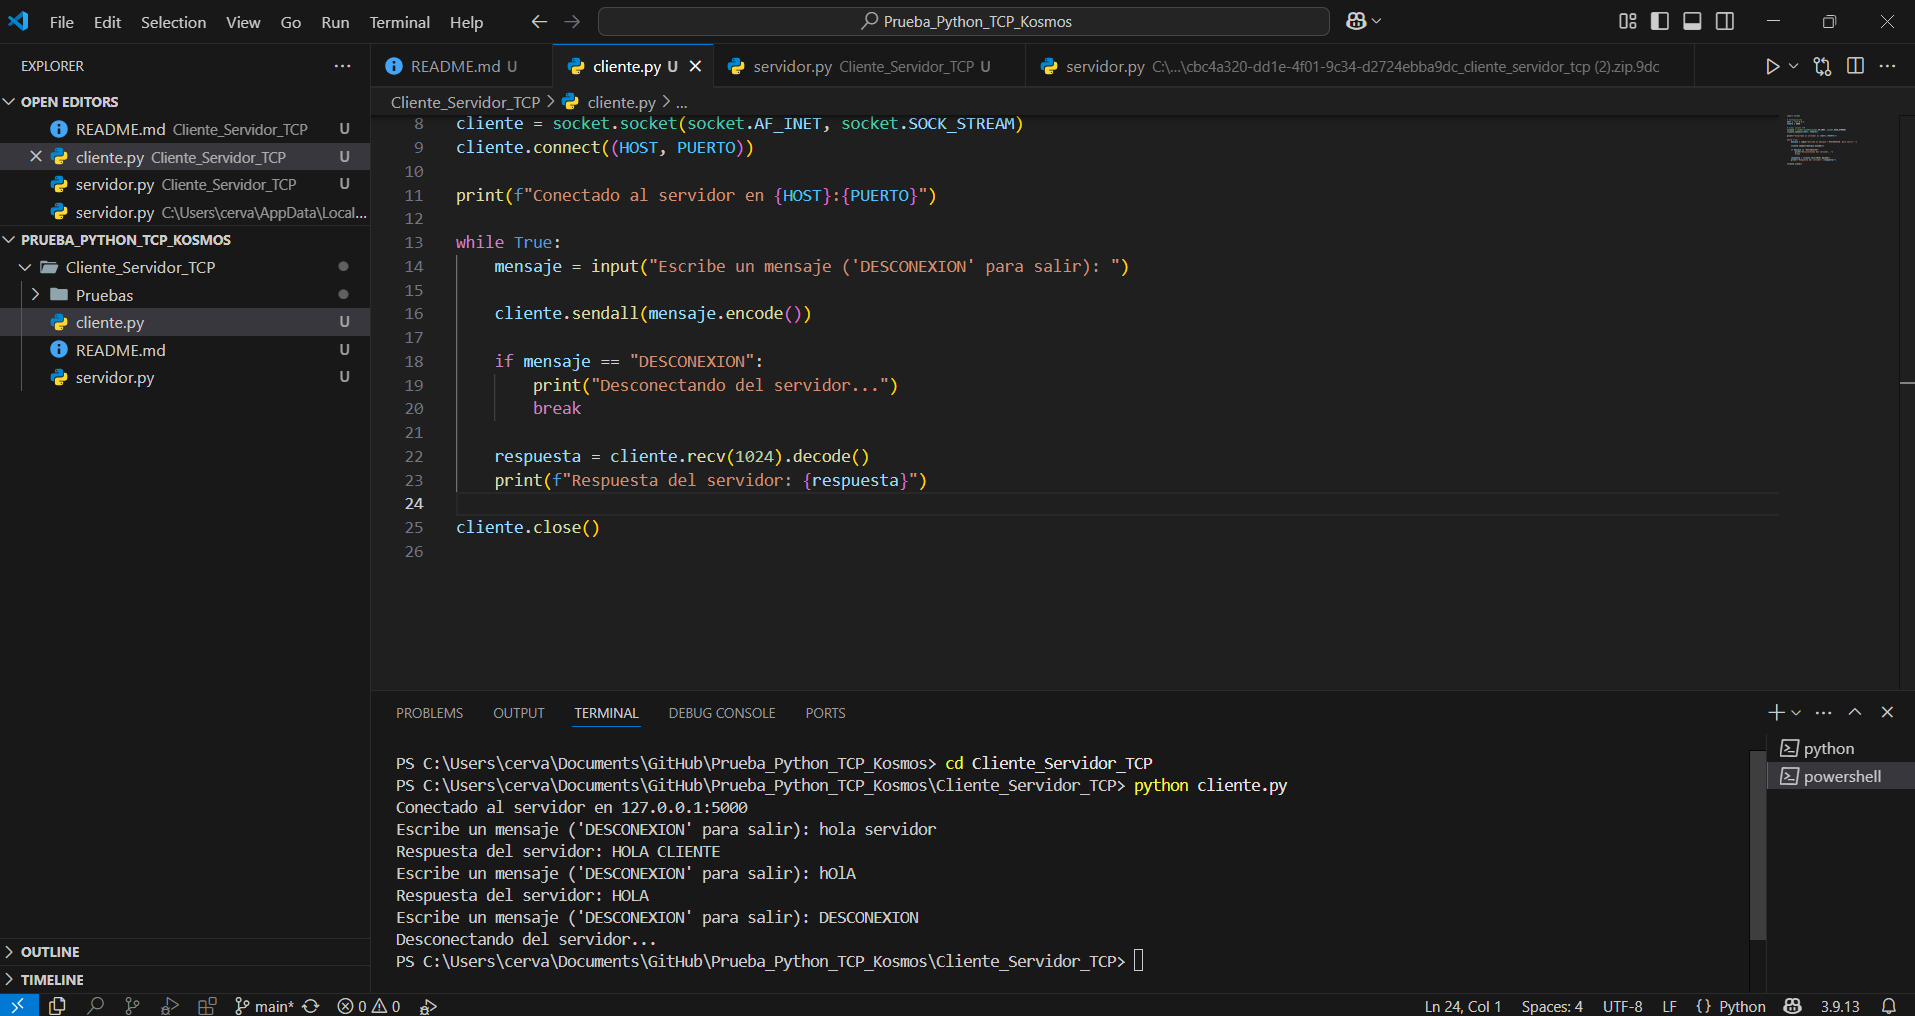 File Edit Selection View Go Run Terminal Help
Prueba_Python_TCP_Kosmos
EXPLORER
OPEN EDITORS
README.md Cliente_Servidor_TCP U
cliente.py Cliente_Servidor_TCP U
servidor.py Cliente_Servidor_TCP U
servidor.py C:\Users\cerva\AppData\Local...
PRUEBA_PYTHON_TCP_KOSMOS
Cliente_Servidor_TCP
Pruebas
cliente.py U
README.md U
servidor.py U
OUTLINE
TIMELINE
README.md U
cliente.py U
servidor.py Cliente_Servidor_TCP U
servidor.py C:\...\cbc4a320-dd1e-4f01-9c34-d2724ebba9dc_cliente_servidor_tcp (2).zip.9dc
Cliente_Servidor_TCP > cliente.py > ...
8 cliente = socket.socket(socket.AF_INET, socket.SOCK_STREAM)
9 cliente.connect((HOST, PUERTO))
10
11 print(f"Conectado al servidor en {HOST}:{PUERTO}")
12
13 while True:
14 mensaje = input("Escribe un mensaje ('DESCONEXION' para salir): ")
15
16 cliente.sendall(mensaje.encode())
17
18 if mensaje == "DESCONEXION":
19 print("Desconectando del servidor...")
20 break
21
22 respuesta = cliente.recv(1024).decode()
23 print(f"Respuesta del servidor: {respuesta}")
24
25 cliente.close()
26
PROBLEMS OUTPUT TERMINAL DEBUG CONSOLE PORTS
PS C:\Users\cerva\Documents\GitHub\Prueba_Python_TCP_Kosmos> cd Cliente_Servidor_TCP
PS C:\Users\cerva\Documents\GitHub\Prueba_Python_TCP_Kosmos\Cliente_Servidor_TCP> python cliente.py
Conectado al servidor en 127.0.0.1:5000
Escribe un mensaje ('DESCONEXION' para salir): hola servidor
Respuesta del servidor: HOLA CLIENTE
Escribe un mensaje ('DESCONEXION' para salir): hOlA
Respuesta del servidor: HOLA
Escribe un mensaje ('DESCONEXION' para salir): DESCONEXION
Desconectando del servidor...
PS C:\Users\cerva\Documents\GitHub\Prueba_Python_TCP_Kosmos\Cliente_Servidor_TCP>
python
powershell
main* 0 0
Ln 24, Col 1 Spaces: 4 UTF-8 LF {} Python 3.9.13